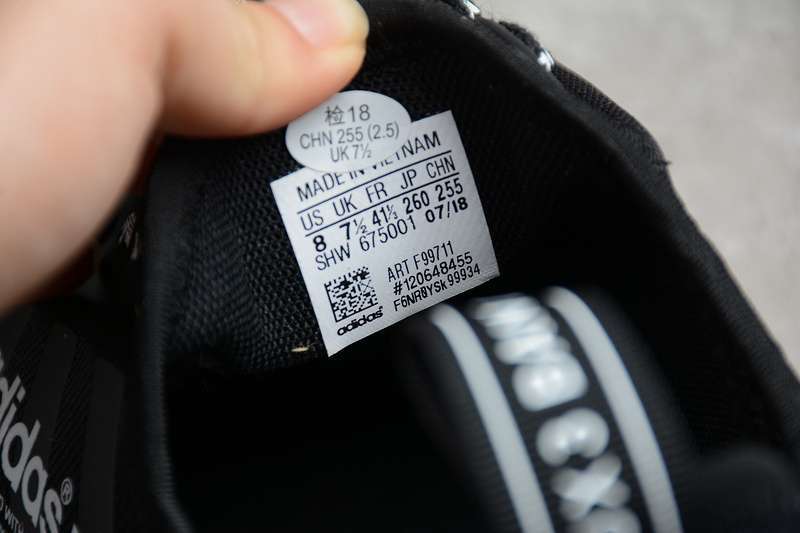 检18
CHN 255 (2.5)
UK 7½
MADE IN VIETNAM
US UK FR JP CHN
8 7½ 41⅓ 260 255
SHW 675001 07/18
ART F99711
#120648455
F6NR0YSk99934
adidas
adidas®